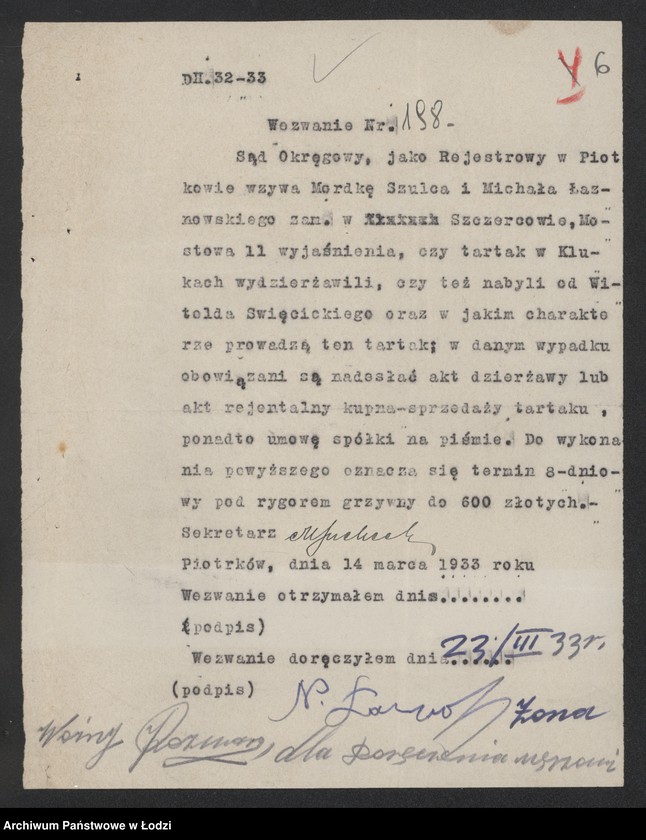 DH.32-33
6
Wezwanie Nr. 198-
Sąd Okręgowy, jako Rejestrowy w Piot
kowie wzywa Mordkę Szulca i Michała Łaz-
nowskiego zam. w Szczercowie, Mo-
stowa 11 wyjaśnienia, czy tartak w Klu-
kach wydzierżawili, czy też nabyli od Wi-
tolda Swięcickiego oraz w jakim charakte
rze prowadzą ten tartak; w danym wypadku
obowiązani są nadesłać akt dzierżawy lub
akt rejentalny kupna-sprzedaży tartaku ,
ponadto umowę spółki na piśmie. Do wykona
nia powyższego oznacza się termin 8-dnio-
wy pod rygorem grzywny do 600 złotych.-
Sekretarz
Piotrków, dnia 14 marca 1933 roku
Wezwanie otrzymałem dnia........
(podpis)
Wezwanie doręczyłem dnia...... 23/III 33 r.
(podpis) N. żona
Woźny dla doręczenia mężowi
Archiwum Państwowe w Łodzi